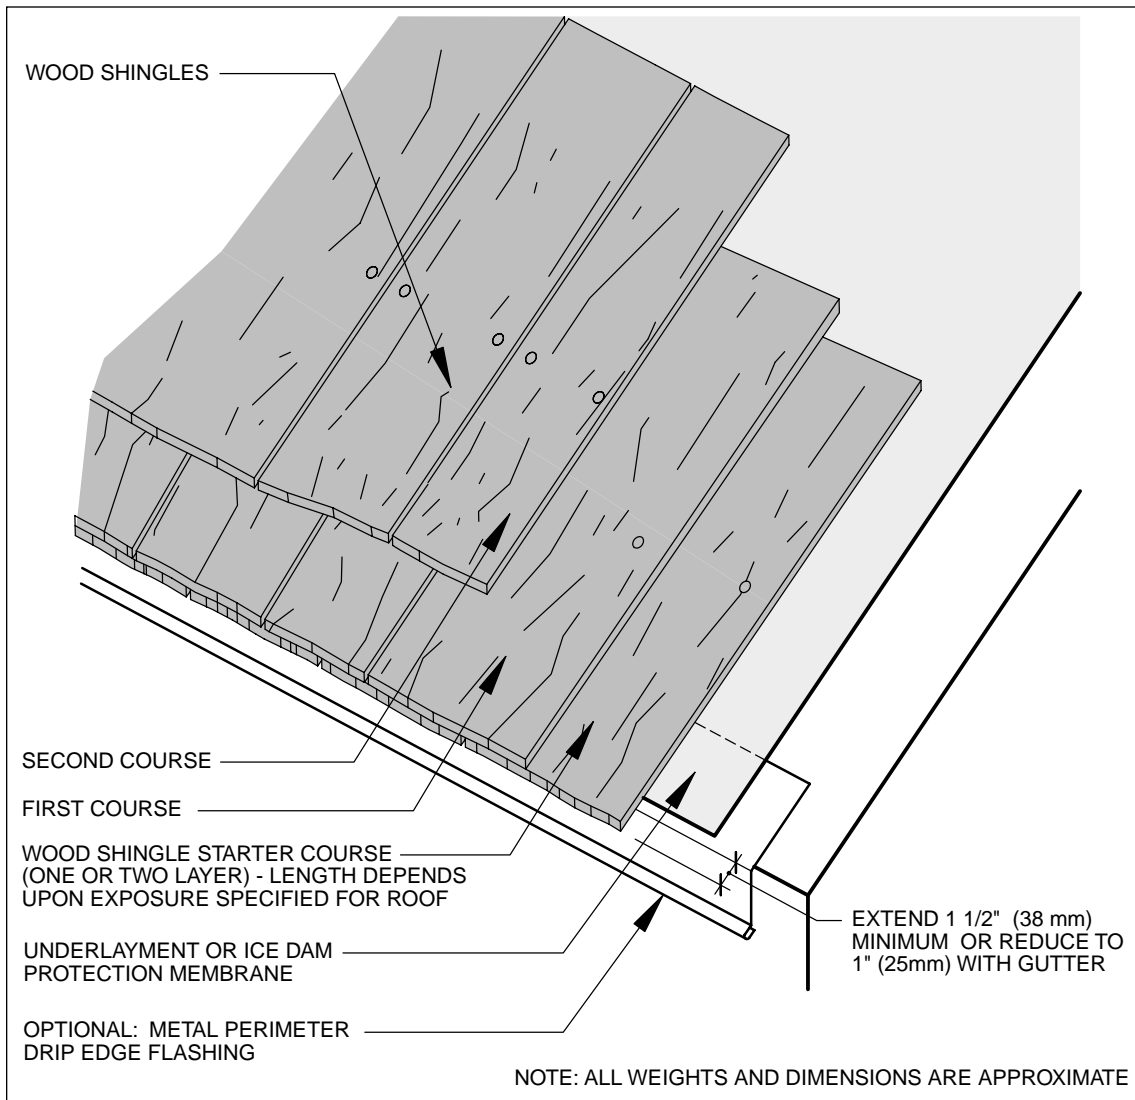 WOOD SHINGLES
SECOND COURSE
FIRST COURSE
WOOD SHINGLE STARTER COURSE
(ONE OR TWO LAYER) - LENGTH DEPENDS
UPON EXPOSURE SPECIFIED FOR ROOF
UNDERLAYMENT OR ICE DAM
PROTECTION MEMBRANE
OPTIONAL: METAL PERIMETER
DRIP EDGE FLASHING
EXTEND 1 1/2" (38 mm)
MINIMUM OR REDUCE TO
1" (25mm) WITH GUTTER
NOTE: ALL WEIGHTS AND DIMENSIONS ARE APPROXIMATE